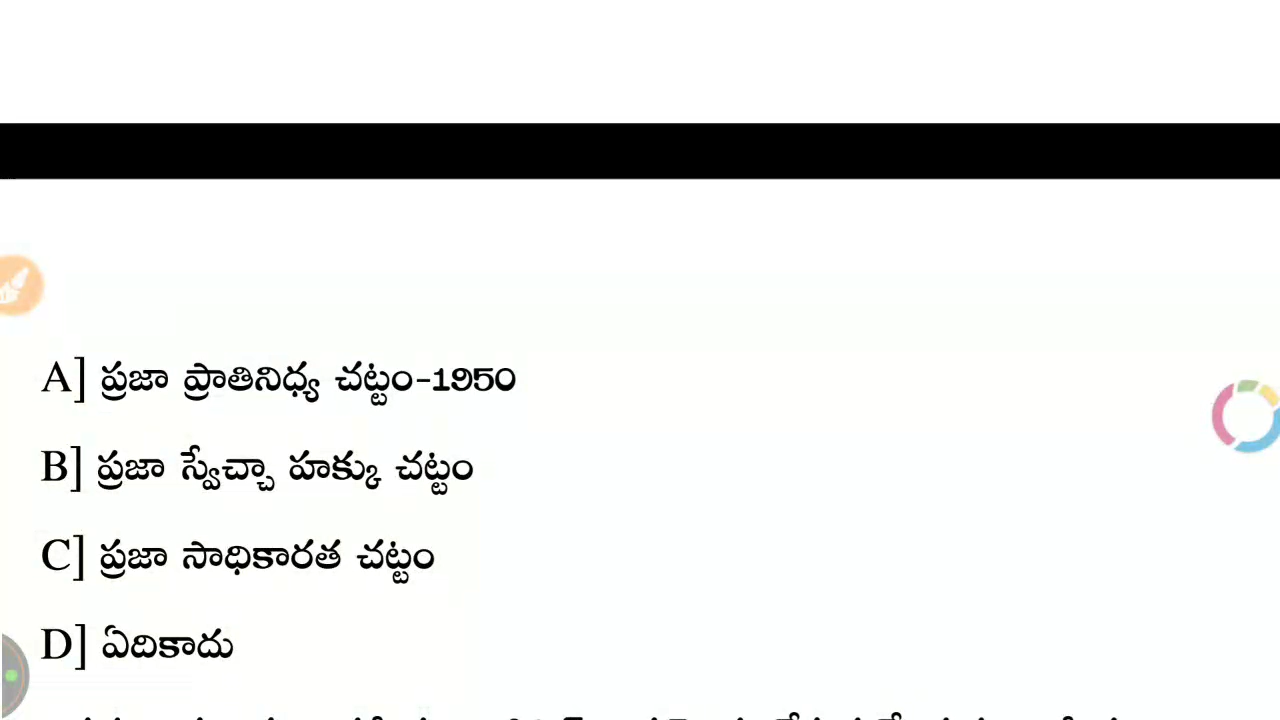 A] ప్రజా ప్రాతినిధ్య చట్టం-1950
B] ప్రజా స్వేచ్చా హక్కు చట్టం
C] ప్రజా సాధికారత చట్టం
D] ఏదికాదు